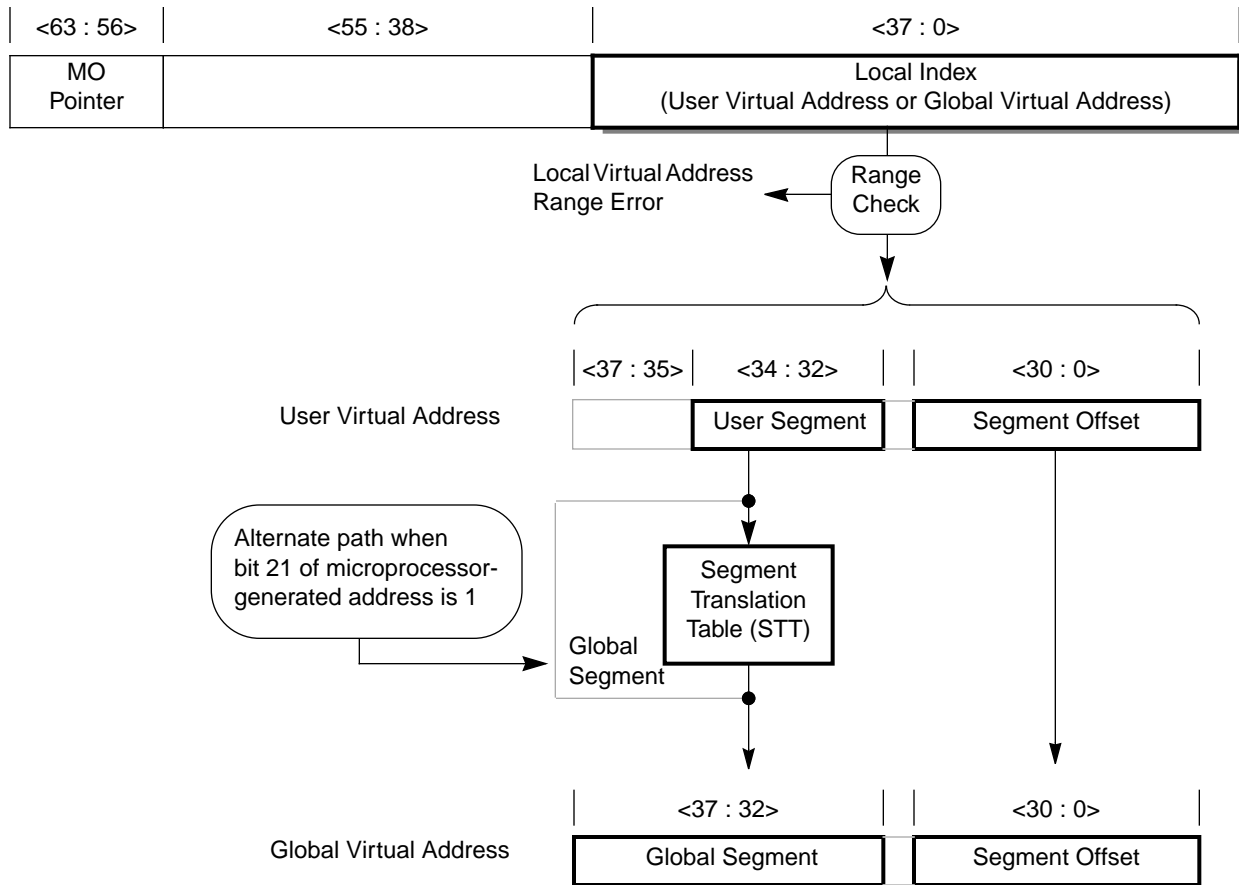 <63 : 56>
<55 : 38>
<37 : 0>
MO
Pointer
Local Index
(User Virtual Address or Global Virtual Address)
Local Virtual Address
Range Error
Range
Check
<37 : 35>
<34 : 32>
<30 : 0>
User Virtual Address
User Segment
Segment Offset
Alternate path when
bit 21 of microprocessor-
generated address is 1
Segment
Translation
Table (STT)
Global
Segment
<37 : 32>
<30 : 0>
Global Virtual Address
Global Segment
Segment Offset